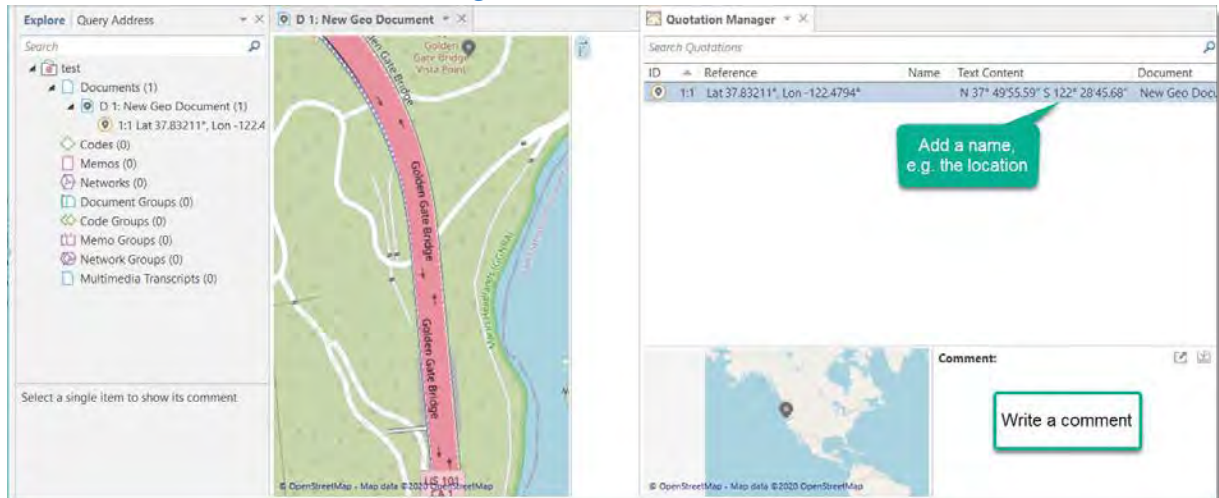 Explore Query Address
D 1: New Geo Document
Quotation Manager
Search
test
Documents (1)
D 1: New Geo Document (1)
1:1 Lat 37.83211°, Lon -122.4
Codes (0)
Memos (0)
Networks (0)
Document Groups (0)
Code Groups (0)
Memo Groups (0)
Network Groups (0)
Multimedia Transcripts (0)
Select a single item to show its comment
Golden
Gate Bridge
Vista Point
Gate Bridge
Golden Gate Bridge
Golden Gate Bridge
US 101
CA 1
© OpenStreetMap - Map data ©2020 OpenStreetMap
Search Quotations
ID Reference Name Text Content Document
1:1 Lat 37.83211°, Lon -122.4794° N 37° 49'55.59" S 122° 28'45.68" New Geo Docu
Add a name,
e.g. the location
Comment:
Write a comment
© OpenStreetMap - Map data ©2020 OpenStreetMap